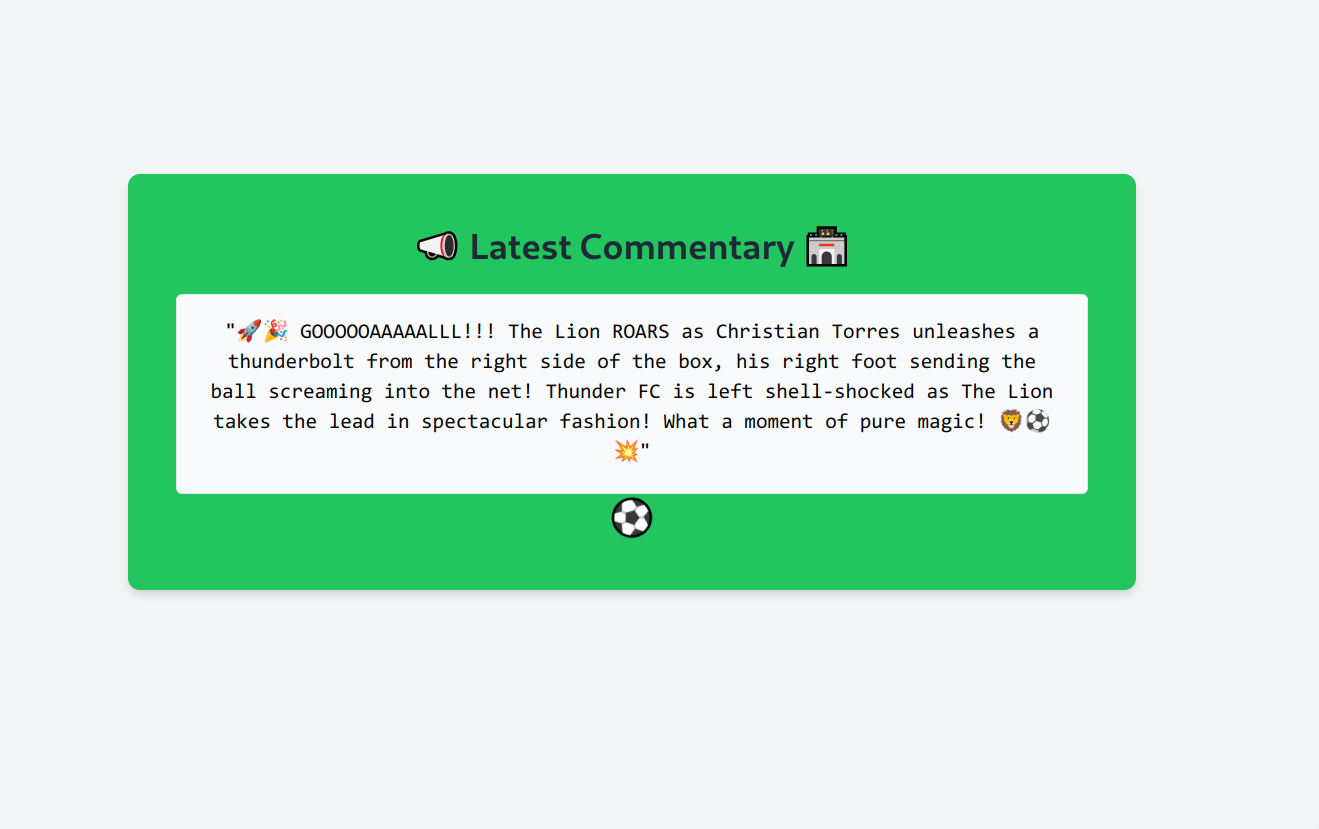 📣 Latest Commentary 🏟
"🚀🎉 GOOOOOAAAAALLL!!! The Lion ROARS as Christian Torres unleashes a
thunderbolt from the right side of the box, his right foot sending the
ball screaming into the net! Thunder FC is left shell-shocked as The Lion
takes the lead in spectacular fashion! What a moment of pure magic! 🦁⚽
💥"
⚽